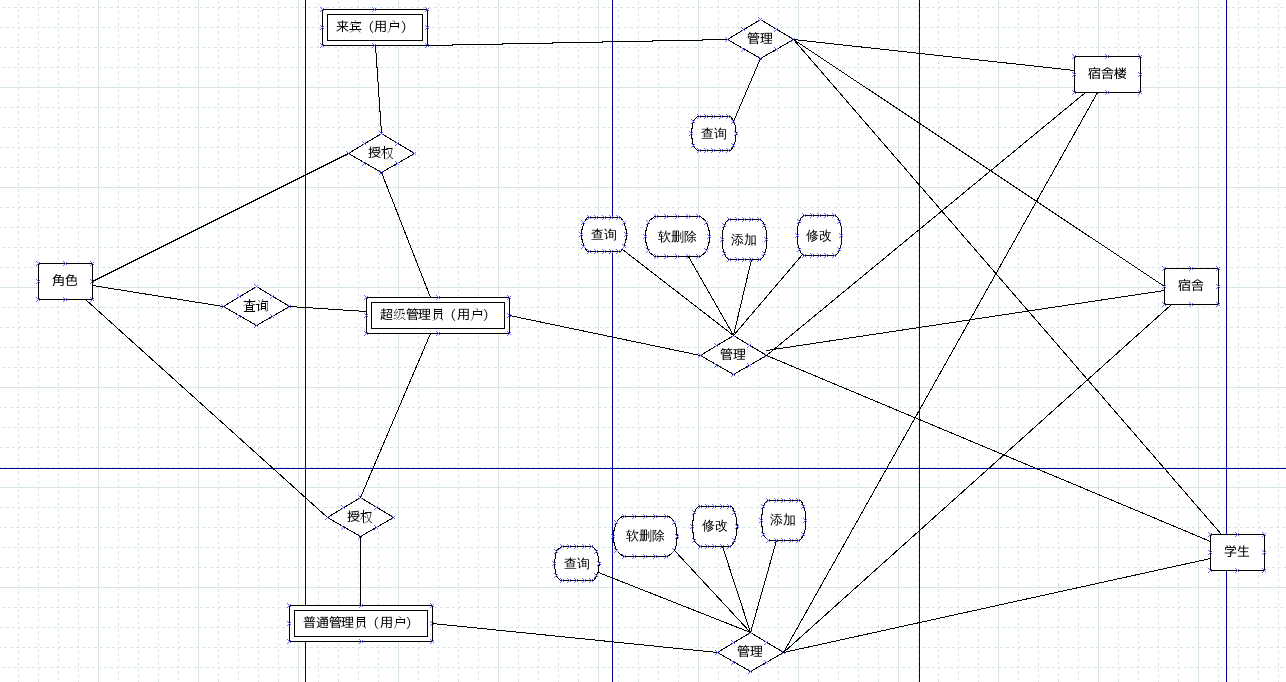 来宾（用户）
管理
宿舍楼
查询
授权
查询
软删除
添加
修改
角色
查询
超级管理员（用户）
宿舍
管理
授权
查询
软删除
修改
添加
学生
普通管理员（用户）
管理